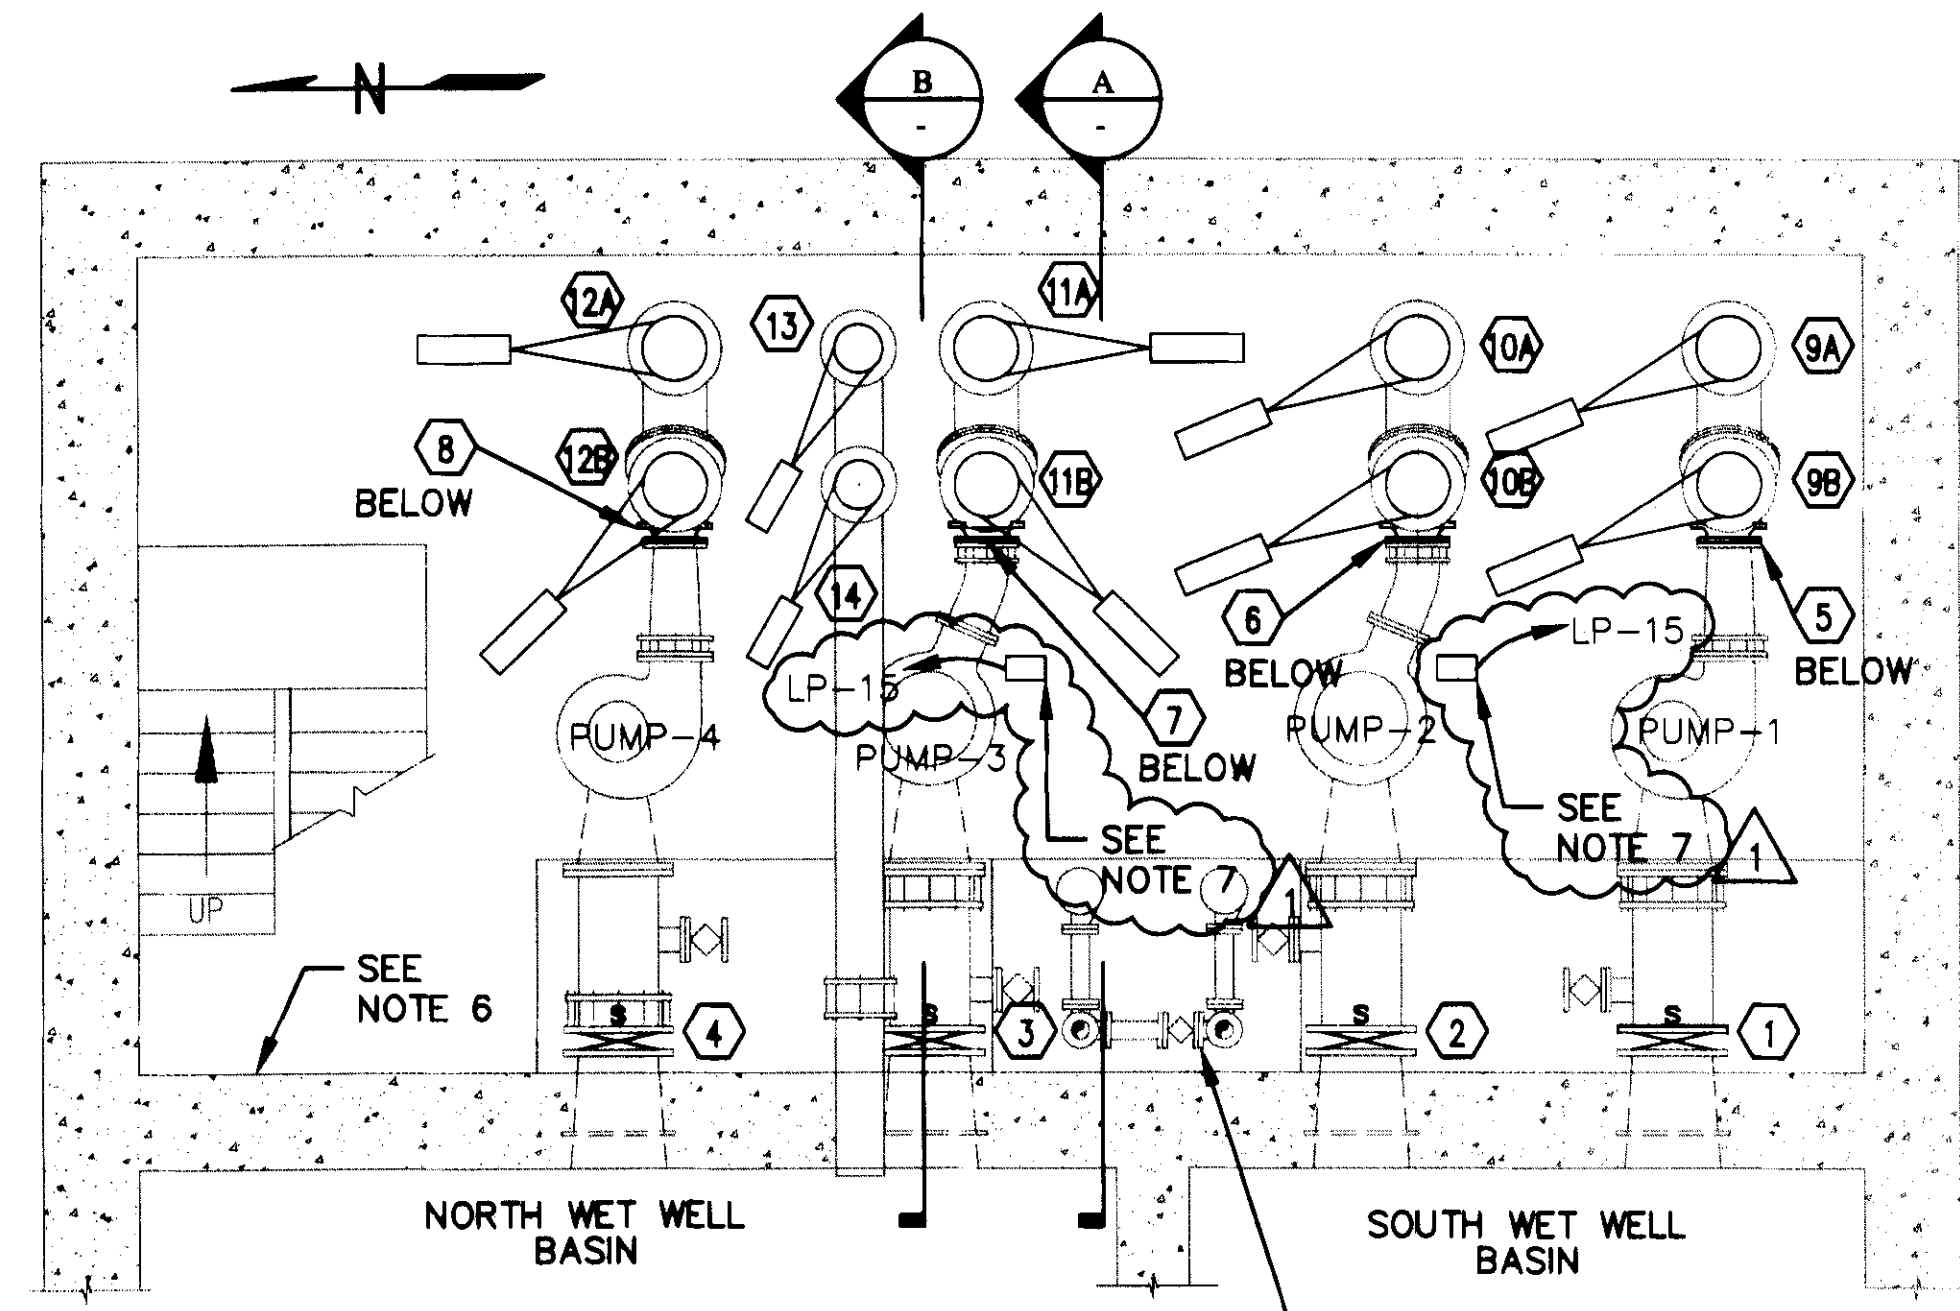 N
B
-
A
-
12A
13
11A
10A
9A
8
BELOW
12B
11B
10B
9B
14
6
BELOW
LP-15
5
BELOW
LP-15
7
BELOW
PUMP-4
PUMP-3
PUMP-2
PUMP-1
SEE
NOTE 7
1
SEE
NOTE 7
1
UP
SEE
NOTE 6
S
4
S
3
S
2
S
1
NORTH WET WELL
BASIN
SOUTH WET WELL
BASIN